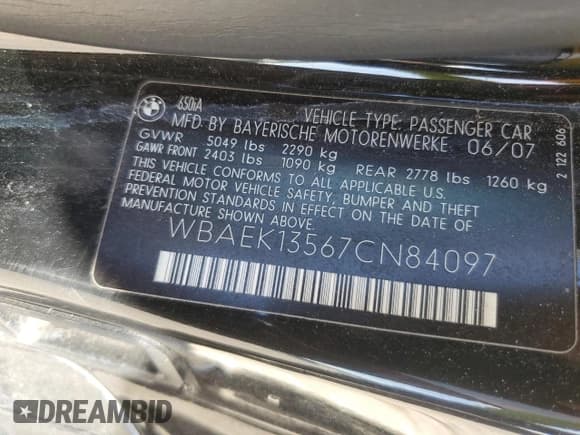 BMW
650iA
VEHICLE TYPE: PASSENGER CAR
MFD BY BAYERISCHE MOTORENWERKE 06/07
GVWR 5049 lbs 2290 kg
GAWR FRONT 2403 lbs 1090 kg REAR 2778 lbs 1260 kg
THIS VEHICLE CONFORMS TO ALL APPLICABLE U.S.
FEDERAL MOTOR VEHICLE SAFETY, BUMPER AND THEFT
PREVENTION STANDARDS IN EFFECT ON THE DATE OF
MANUFACTURE SHOWN ABOVE.
WBAEK13567CN84097
2 122 606
DREAMBID